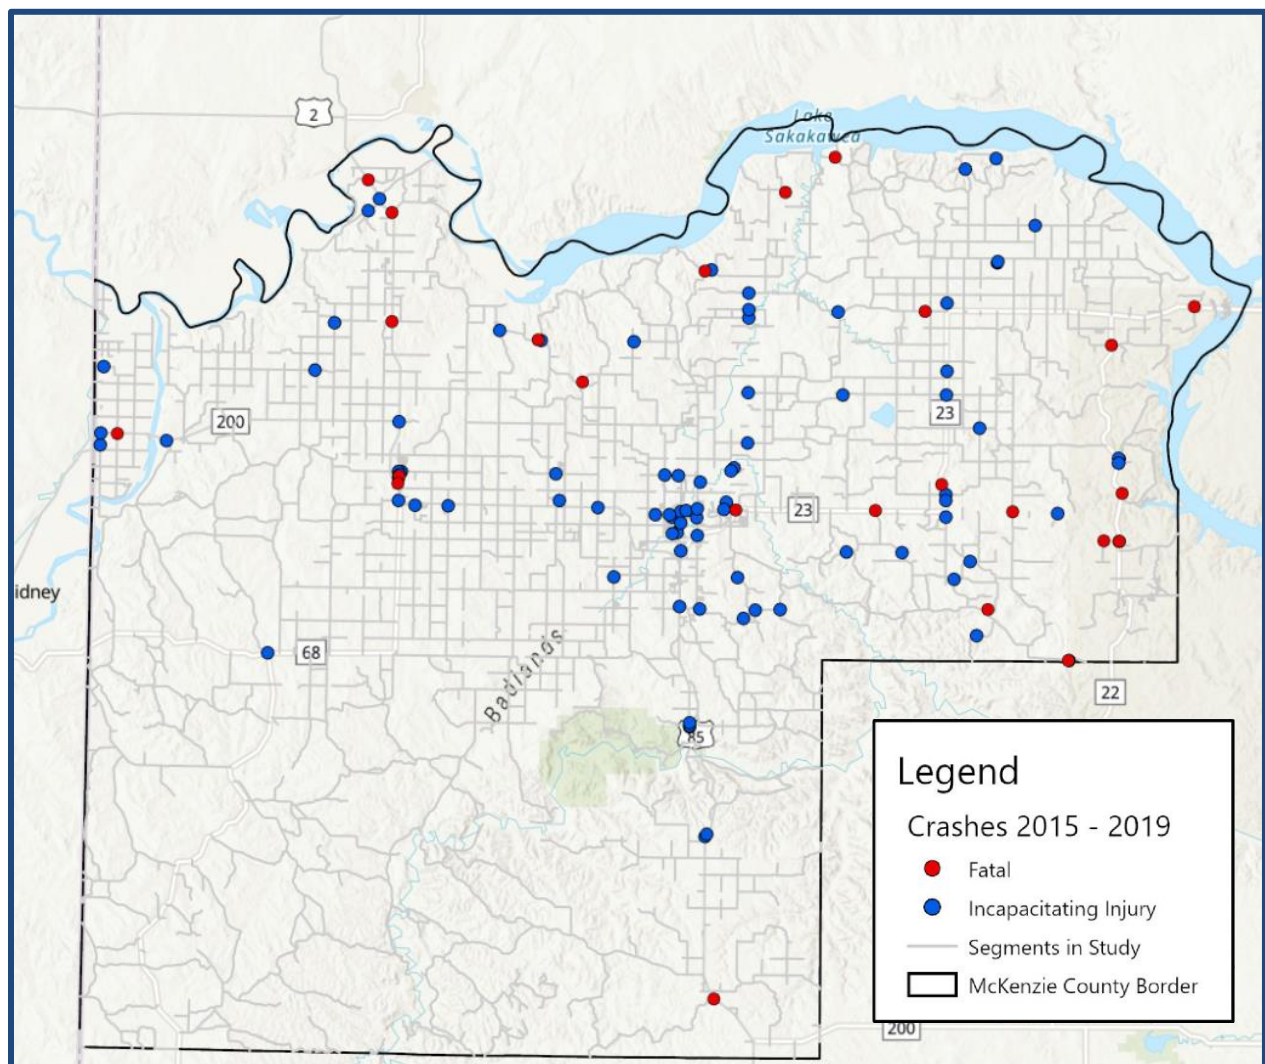 2
Lake
Sakakawea
200
23
23
idney
68
Badlands
22
85
Legend
Crashes 2015 - 2019
Fatal
Incapacitating Injury
Segments in Study
McKenzie County Border
200